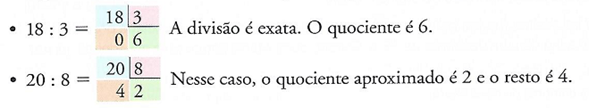 • 18 : 3 = 18 3 A divisão é exata. O quociente é 6.
0 6
• 20 : 8 = 20 8 Nesse caso, o quociente aproximado é 2 e o resto é 4.
4 2